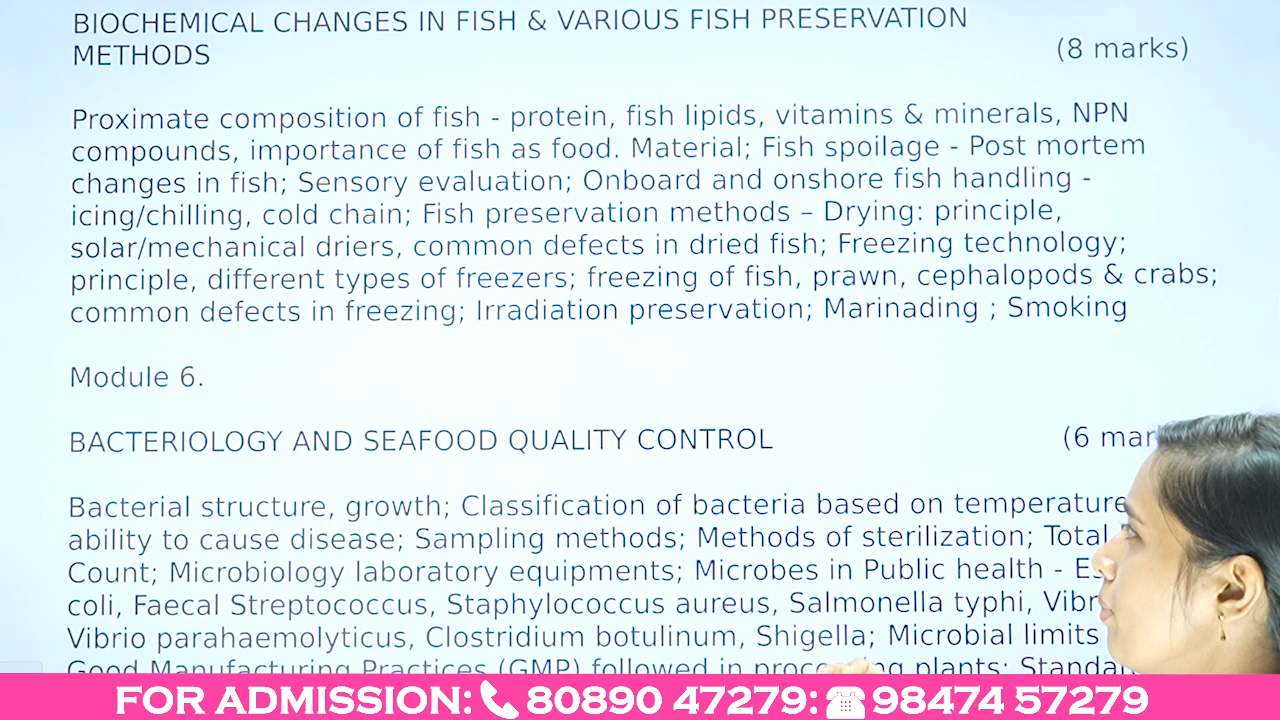 BIOCHEMICAL CHANGES IN FISH & VARIOUS FISH PRESERVATION
METHODS (8 marks)
Proximate composition of fish - protein, fish lipids, vitamins & minerals, NPN
compounds, importance of fish as food. Material; Fish spoilage - Post mortem
changes in fish; Sensory evaluation; Onboard and onshore fish handling -
icing/chilling, cold chain; Fish preservation methods – Drying: principle,
solar/mechanical driers, common defects in dried fish; Freezing technology;
principle, different types of freezers; freezing of fish, prawn, cephalopods & crabs;
common defects in freezing; Irradiation preservation; Marinading ; Smoking
Module 6.
BACTERIOLOGY AND SEAFOOD QUALITY CONTROL (6
Bacterial structure, growth; Classification of bacteria based on temperature
ability to cause disease; Sampling methods; Methods of sterilization; Total
Count; Microbiology laboratory equipments; Microbes in Public health -
coli, Faecal Streptococcus, Staphylococcus aureus, Salmonella typhi,
Vibrio parahaemolyticus, Clostridium botulinum, Shigella; Microbial limits
Good Manufacturing Practices (GMP) followed in plants;
FOR ADMISSION: 80890 47279: 98474 57279